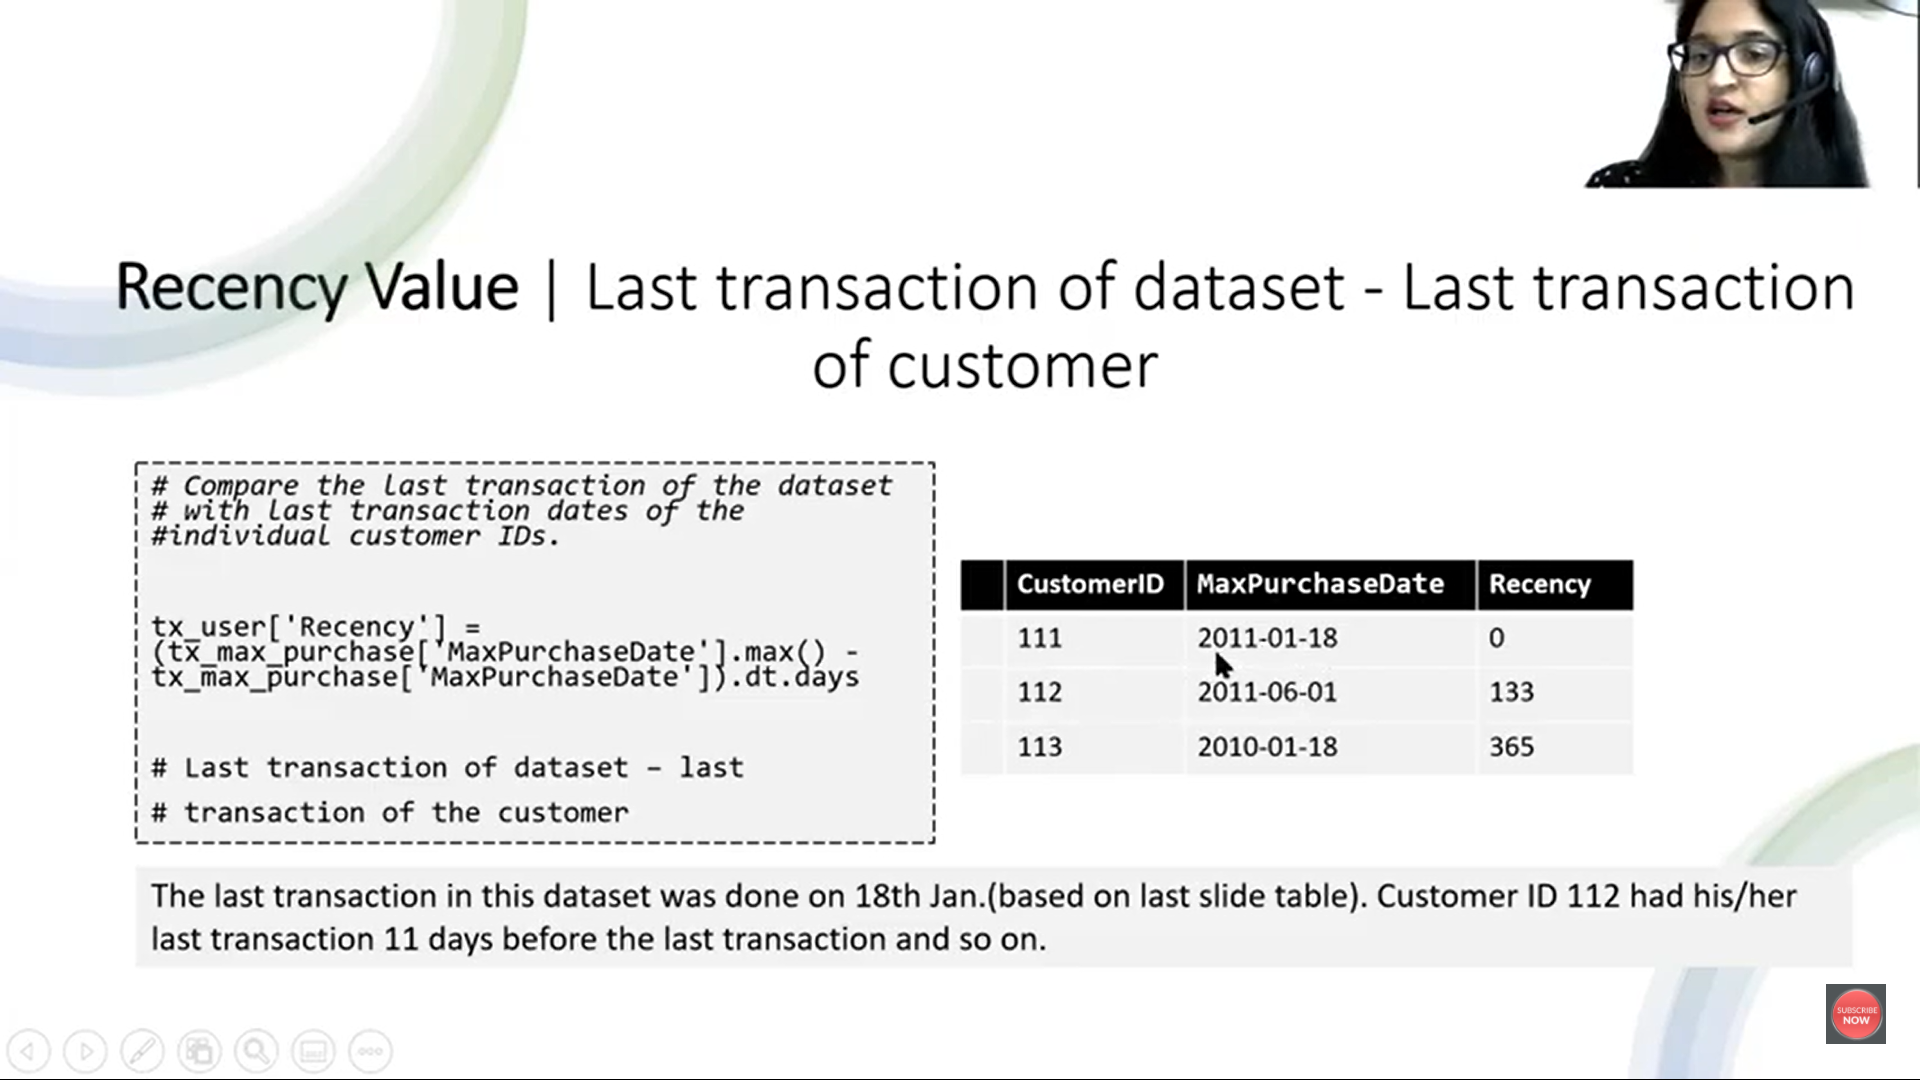 Recency Value | Last transaction of dataset - Last transaction
of customer
# Compare the last transaction of the dataset
# with last transaction dates of the
#individual customer IDs.
tx_user['Recency'] =
(tx_max_purchase['MaxPurchaseDate'].max() -
tx_max_purchase['MaxPurchaseDate']).dt.days
# Last transaction of dataset – last
# transaction of the customer
CustomerID MaxPurchaseDate Recency
111 2011-01-18 0
112 2011-06-01 133
113 2010-01-18 365
The last transaction in this dataset was done on 18th Jan.(based on last slide table). Customer ID 112 had his/her
last transaction 11 days before the last transaction and so on.
SUBSCRIBE
NOW